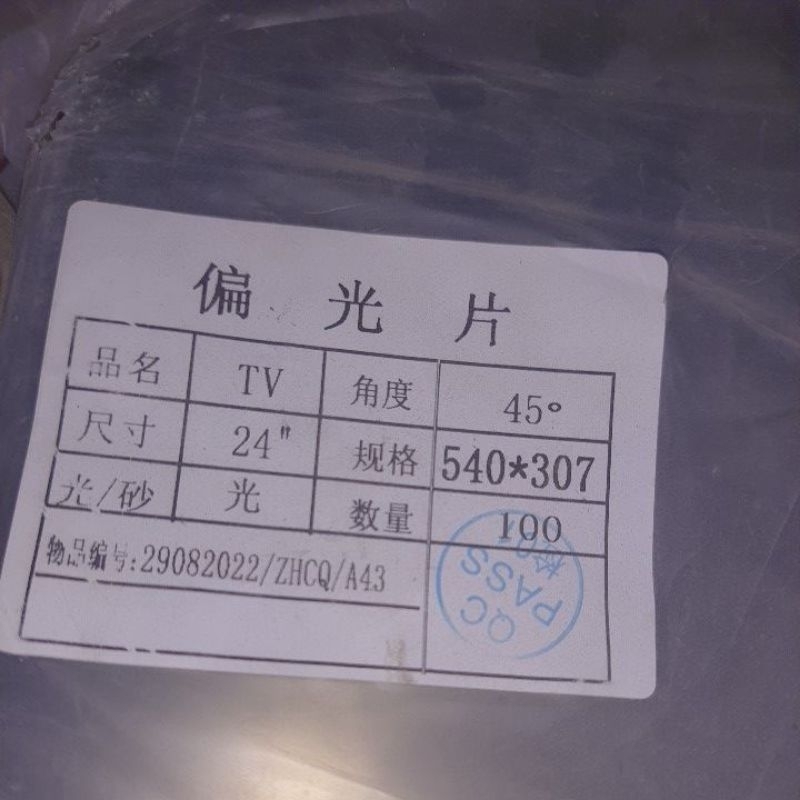 偏光片
品名 TV 角度 45°
尺寸 24" 规格 540*307
光/砂 光 数量 100
物品编号:29082022/ZHCQ/A43
QC
PASS